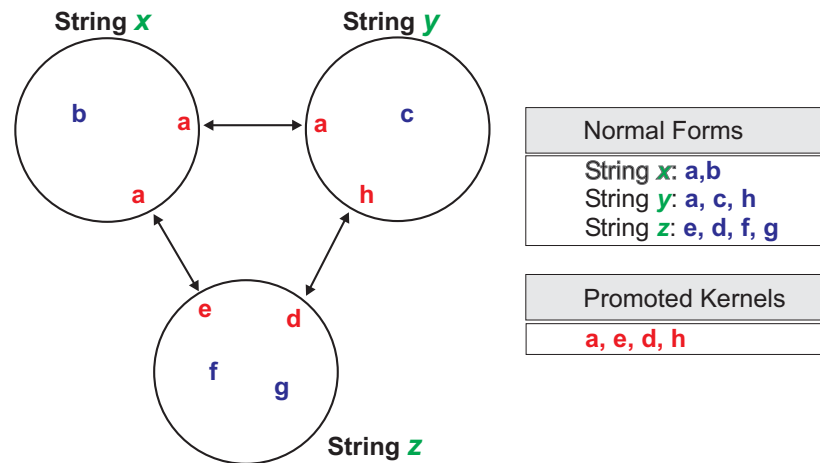 String x
String y
b
a
a
a
c
h
e
d
f
g
String z
Normal Forms
String x: a,b
String y: a, c, h
String z: e, d, f, g
Promoted Kernels
a, e, d, h